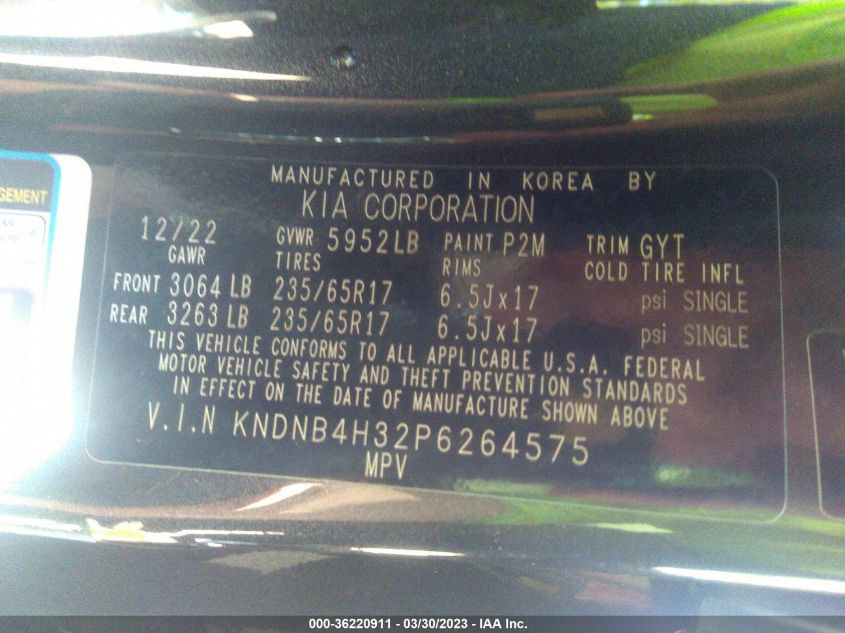 GEMENT
MANUFACTURED IN KOREA BY
KIA CORPORATION
12/22 GVWR 5952LB PAINT P2M TRIM GYT
GAWR TIRES RIMS COLD TIRE INFL
FRONT 3064 LB 235/65R17 6.5Jx17 psi SINGLE
REAR 3263 LB 235/65R17 6.5Jx17 psi SINGLE
THIS VEHICLE CONFORMS TO ALL APPLICABLE U.S.A. FEDERAL
MOTOR VEHICLE SAFETY AND THEFT PREVENTION STANDARDS
IN EFFECT ON THE DATE OF MANUFACTURE SHOWN ABOVE
V.I.N KNDNB4H32P6264575
MPV
000-36220911 - 03/30/2023 - IAA Inc.